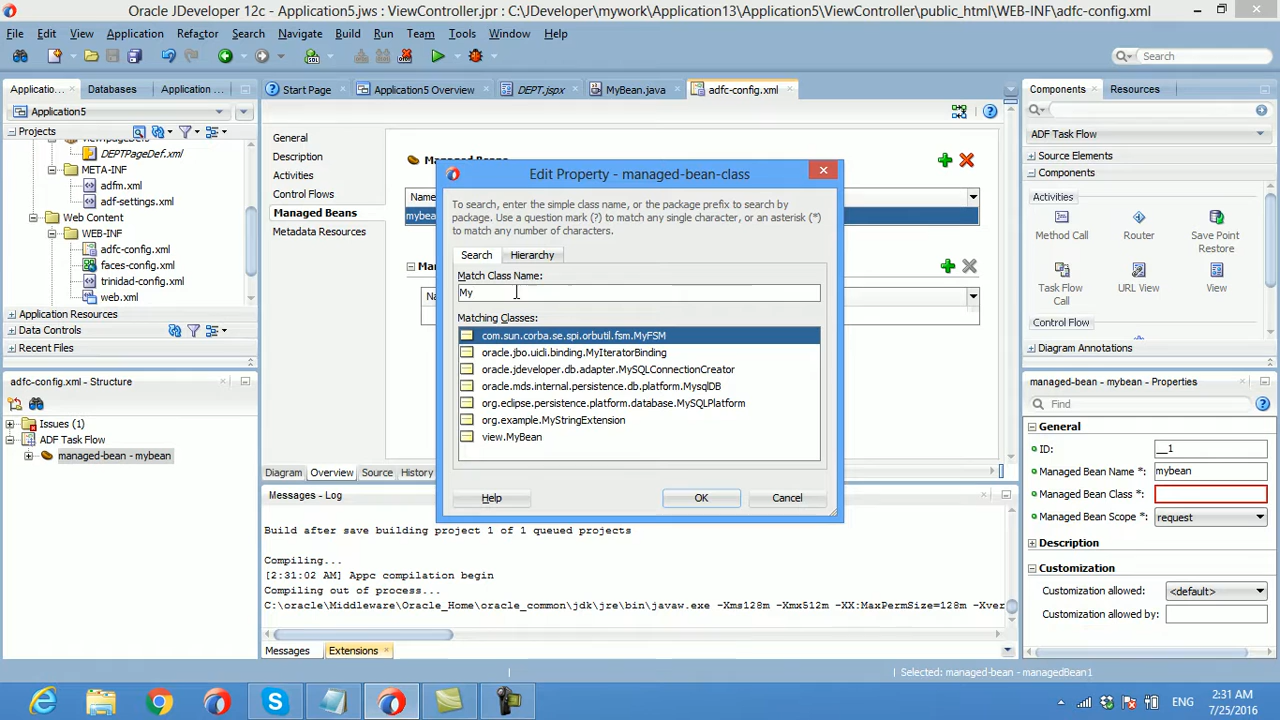 Oracle JDeveloper 12c - Application5.jws : ViewController.jpr : C:\JDeveloper\mywork\Application13\Application5\ViewController\public_html\WEB-INF\adfc-config.xml
File Edit View Application Refactor Search Navigate Build Run Team Tools Window Help
Search
Applicatio... Databases Application ...
Start Page Application5 Overview DEPT.jspx MyBean.java adfc-config.xml
Components Resources
Application5
Projects
DEPTPageDef.xml
META-INF
adfm.xml
adf-settings.xml
Web Content
WEB-INF
adfc-config.xml
faces-config.xml
trinidad-config.xml
web.xml
Application Resources
Data Controls
Recent Files
adfc-config.xml - Structure
Issues (1)
ADF Task Flow
managed-bean - mybean
General
Description
Activities
Control Flows
Managed Beans
Metadata Resources
Name
mybea
Edit Property - managed-bean-class
To search, enter the simple class name, or the package prefix to search by
package. Use a question mark (?) to match any single character, or an asterisk (*)
to match any number of characters.
Search Hierarchy
Match Class Name:
My
Matching Classes:
com.sun.corba.se.spi.orbutil.fsm.MyFSM
oracle.jbo.uicli.binding.MyIteratorBinding
oracle.jdeveloper.db.adapter.MySQLConnectionCreator
oracle.mds.internal.persistence.db.platform.MysqlDB
org.eclipse.persistence.platform.database.MySQLPlatform
org.example.MyStringExtension
view.MyBean
Help OK Cancel
Diagram Overview Source History
Messages - Log
Build after save building project 1 of 1 queued projects
Compiling...
[2:31:02 AM] Appc compilation begin
Compiling out of process...
C:\oracle\Middleware\Oracle_Home\oracle_common\jdk\jre\bin\javaw.exe -Xms128m -Xmx512m -XX:MaxPermSize=128m -Xver
Messages Extensions
ADF Task Flow
Source Elements
Components
Activities
Method Call Router Save Point
Restore
Task Flow
Call URL View View
Control Flow
Diagram Annotations
managed-bean - mybean - Properties
Find
General
ID: __1
Managed Bean Name *: mybean
Managed Bean Class *:
Managed Bean Scope *: request
Description
Customization
Customization allowed: <default>
Customization allowed by:
Selected: managed-bean - managedBean1
ENG
2:31 AM
7/25/2016